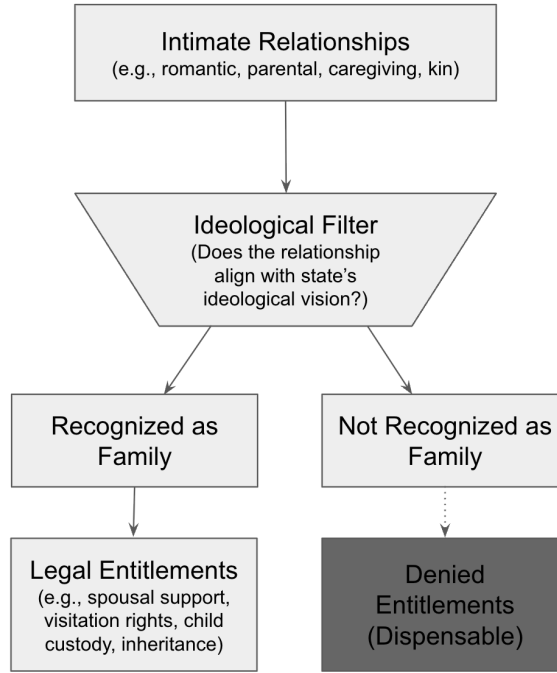 Intimate Relationships
(e.g., romantic, parental, caregiving, kin)
Ideological Filter
(Does the relationship
align with state’s
ideological vision?)
Recognized as
Family
Not Recognized as
Family
Legal Entitlements
(e.g., spousal support,
visitation rights, child
custody, inheritance)
Denied
Entitlements
(Dispensable)